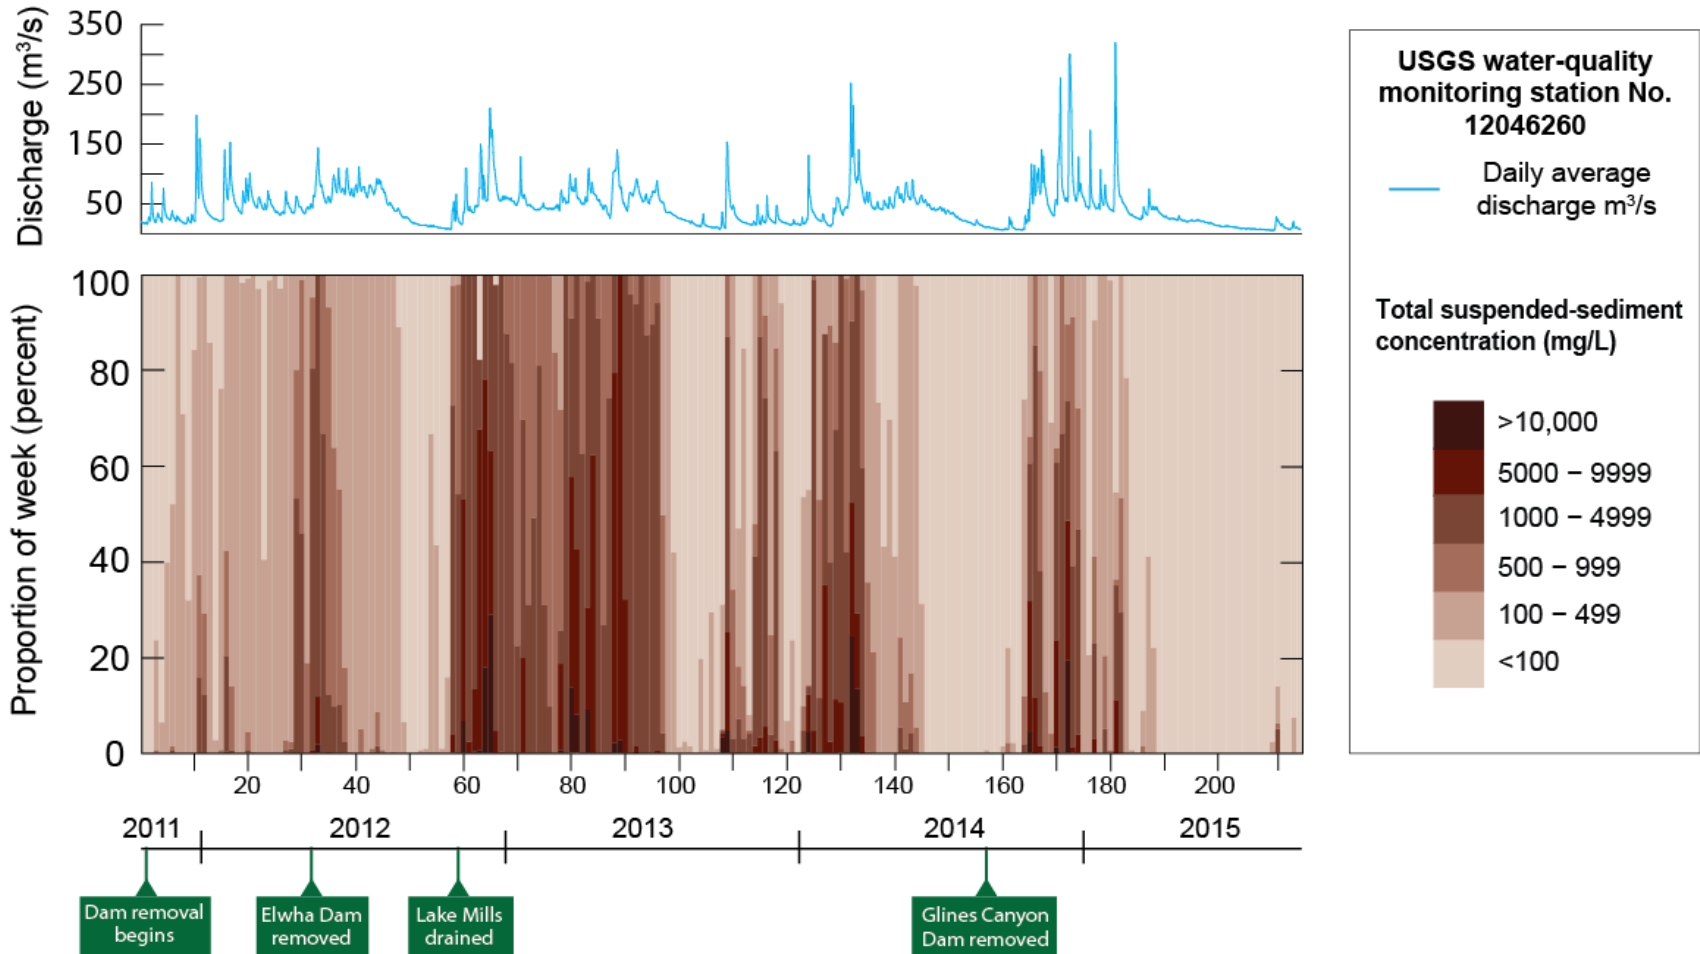 Discharge (m³/s)
350
250
150
50
Proportion of week (percent)
100
80
60
40
20
0
20 40 60 80 100 120 140 160 180 200
2011 2012 2013 2014 2015
Dam removal
begins
Elwha Dam
removed
Lake Mills
drained
Glines Canyon
Dam removed
USGS water-quality
monitoring station No.
12046260
Daily average
discharge m³/s
Total suspended-sediment
concentration (mg/L)
>10,000
5000 – 9999
1000 – 4999
500 – 999
100 – 499
<100